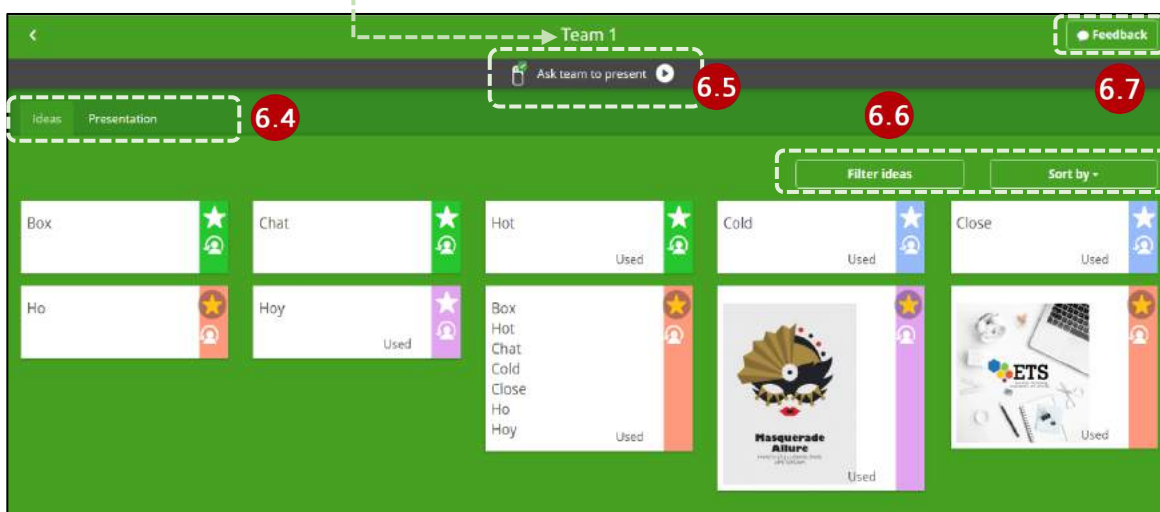 Team 1
Feedback
Ask team to present
6.5
6.7
Ideas Presentation
6.4
6.6
Filter ideas
Sort by
Box
Chat
Hot
Used
Cold
Used
Close
Used
Ho
Hoy
Used
Box
Hot
Chat
Cold
Close
Ho
Hoy
Used
Masquerade
Allure
Used
ETS
Used